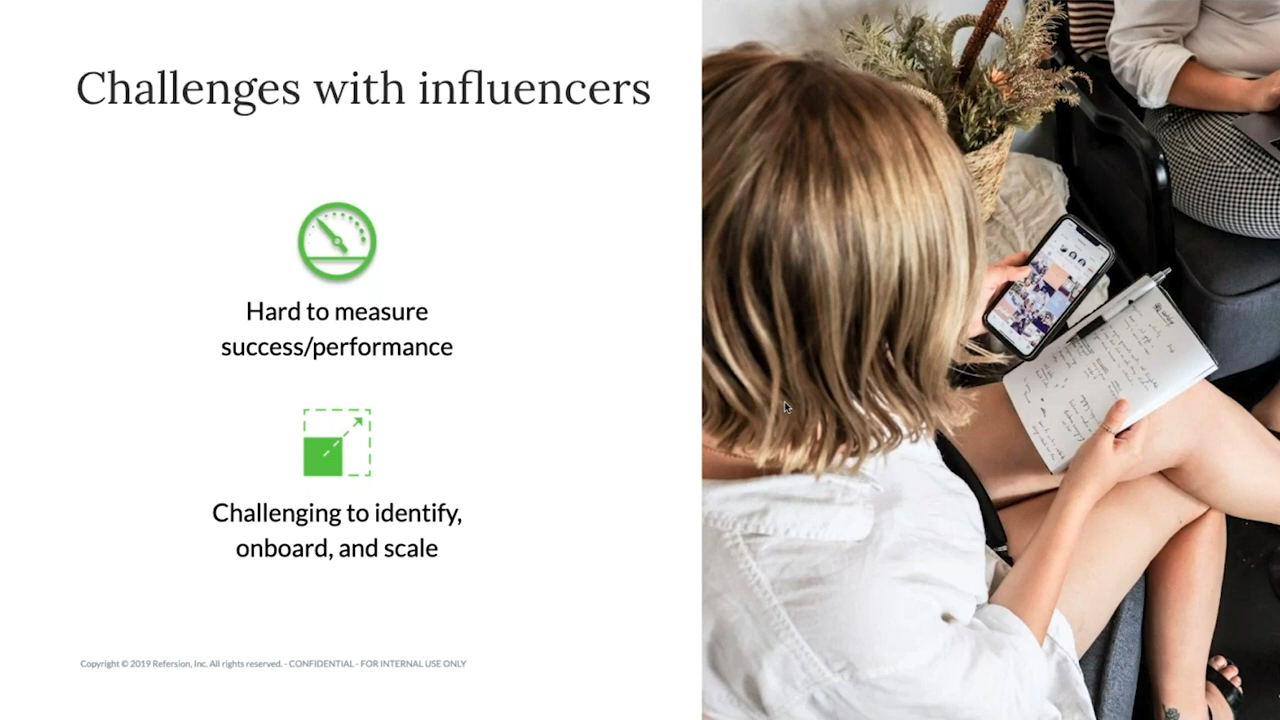 Challenges with influencers
Hard to measure
success/performance
Challenging to identify,
onboard, and scale
Copyright © 2019 Refersion, Inc. All rights reserved. - CONFIDENTIAL - FOR INTERNAL USE ONLY